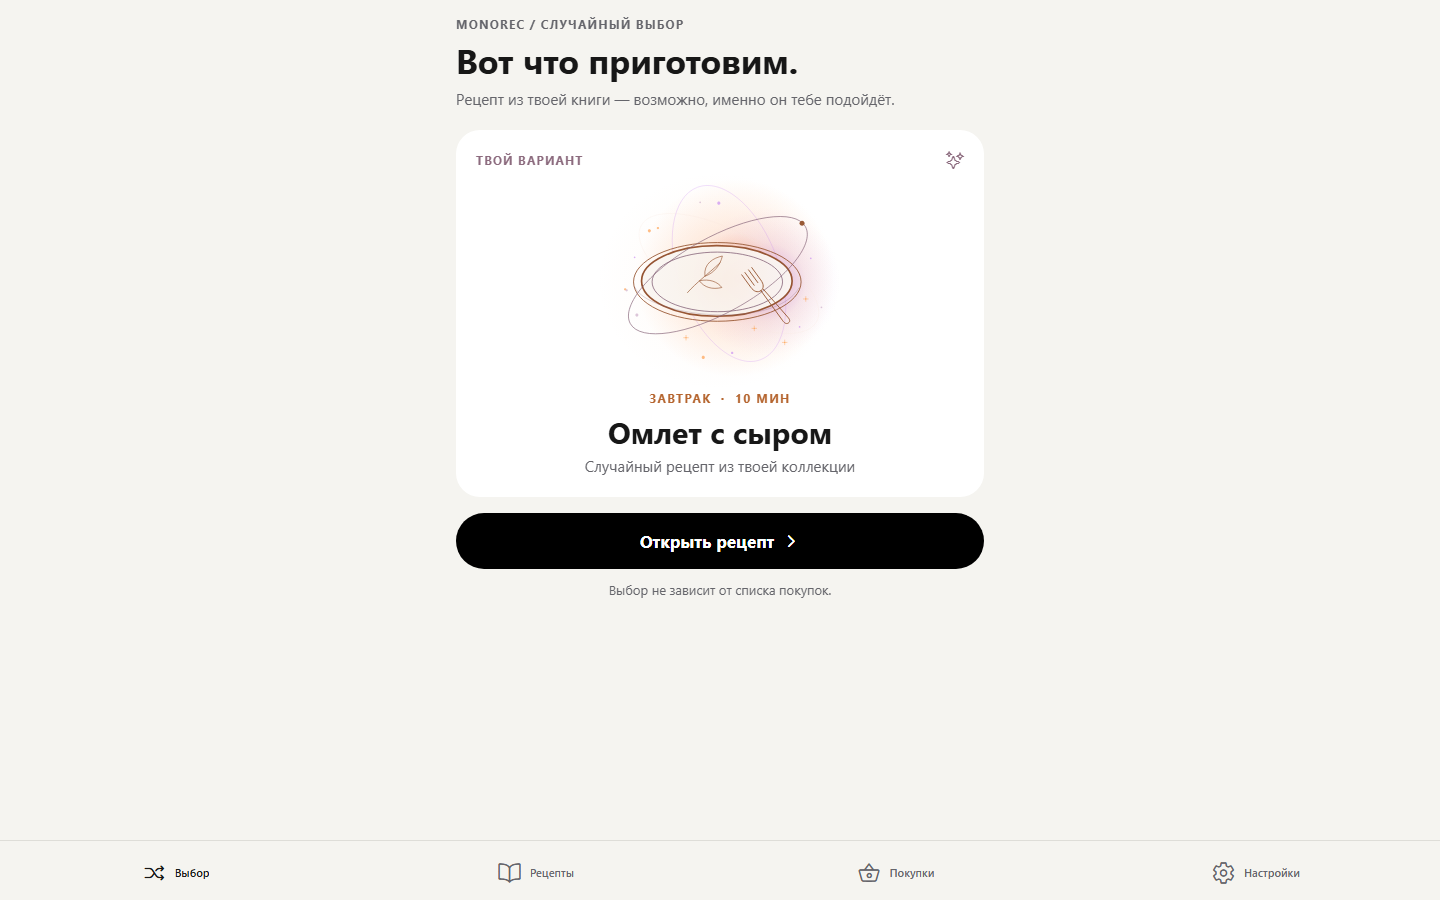 MONOREC / СЛУЧАЙНЫЙ ВЫБОР
Вот что приготовим.
Рецепт из твоей книги — возможно, именно он тебе подойдёт.
ТВОЙ ВАРИАНТ
ЗАВТРАК · 10 МИН
Омлет с сыром
Случайный рецепт из твоей коллекции
Открыть рецепт
Выбор не зависит от списка покупок.
Выбор
Рецепты
Покупки
Настройки